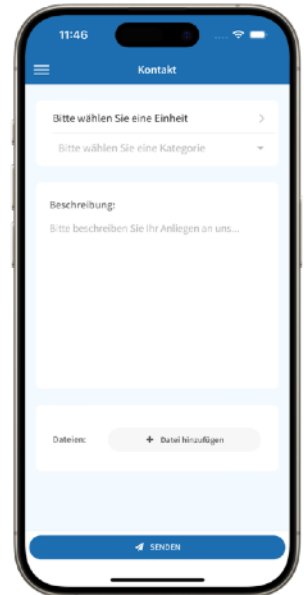 11:46
Kontakt
Bitte wählen Sie eine Einheit
Bitte wählen Sie eine Kategorie
Beschreibung:
Bitte beschreiben Sie Ihr Anliegen an uns...
Dateien:
+ Datei hinzufügen
SENDEN